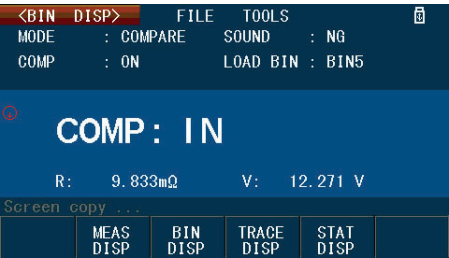 <BIN DISP> FILE TOOLS
MODE : COMPARE SOUND : NG
COMP : ON LOAD BIN : BIN5
COMP: IN
R: 9.833mΩ V: 12.271 V
Screen copy ...
MEAS DISP BIN DISP TRACE DISP STAT DISP